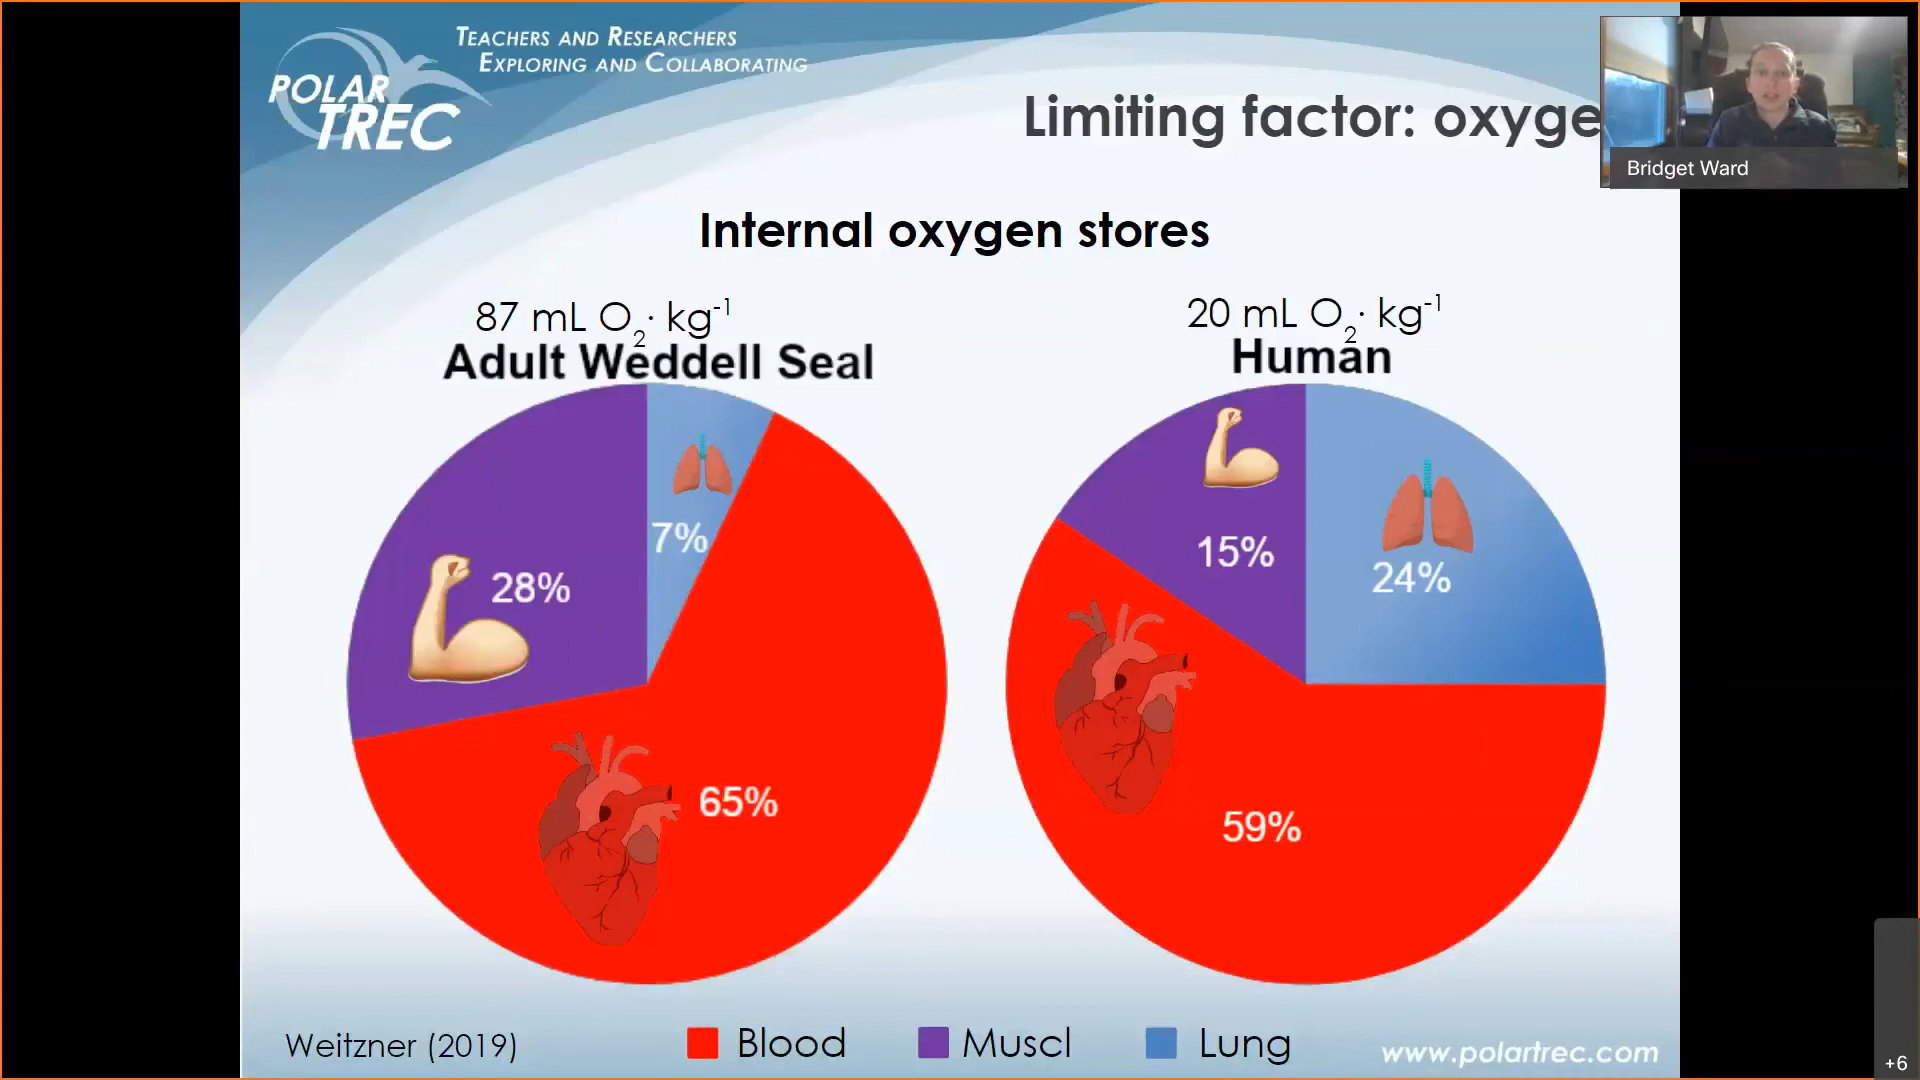 TEACHERS AND RESEARCHERS
EXPLORING AND COLLABORATING
POLAR
TREC
Limiting factor: oxyge
Bridget Ward
Internal oxygen stores
87 mL O₂· kg⁻¹
Adult Weddell Seal
20 mL O₂· kg⁻¹
Human
7%
28%
65%
15%
24%
59%
Weitzner (2019)
Blood
Muscl
Lung
www.polartrec.com
+6